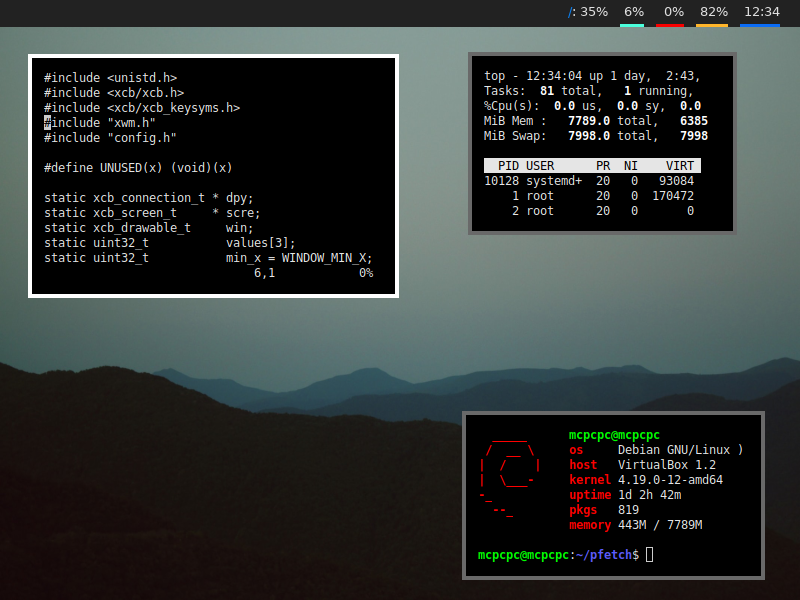 /: 35% 6% 0% 82% 12:34
#include <unistd.h>
#include <xcb/xcb.h>
#include <xcb/xcb_keysyms.h>
#include "xwm.h"
#include "config.h"
#define UNUSED(x) (void)(x)
static xcb_connection_t * dpy;
static xcb_screen_t     * scre;
static xcb_drawable_t     win;
static uint32_t           values[3];
static uint32_t           min_x = WINDOW_MIN_X;
6,1            0%
top - 12:34:04 up 1 day,  2:43,
Tasks:  81 total,   1 running,
%Cpu(s):  0.0 us,  0.0 sy,  0.0
MiB Mem :   7789.0 total,   6385
MiB Swap:   7998.0 total,   7998
PID USER      PR  NI    VIRT
10128 systemd+  20   0   93084
1 root      20   0  170472
2 root      20   0       0
mcpcpc@mcpcpc
os     Debian GNU/Linux )
host   VirtualBox 1.2
kernel 4.19.0-12-amd64
uptime 1d 2h 42m
pkgs   819
memory 443M / 7789M
mcpcpc@mcpcpc:~/pfetch$